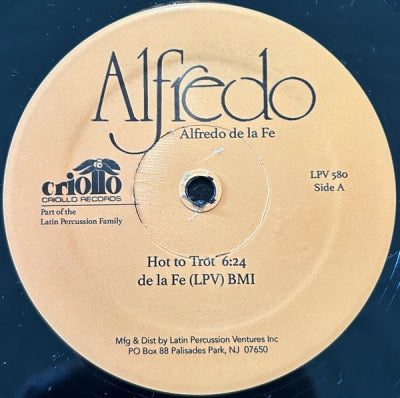 Alfredo
Alfredo de la Fe
criollo
CRIOLLO RECORDS
Part of the
Latin Percussion Family
LPV 580
Side A
Hot to Trot 6:24
de la Fe (LPV) BMI
Mfg & Dist by Latin Percussion Ventures Inc
PO Box 88 Palisades Park, NJ 07650